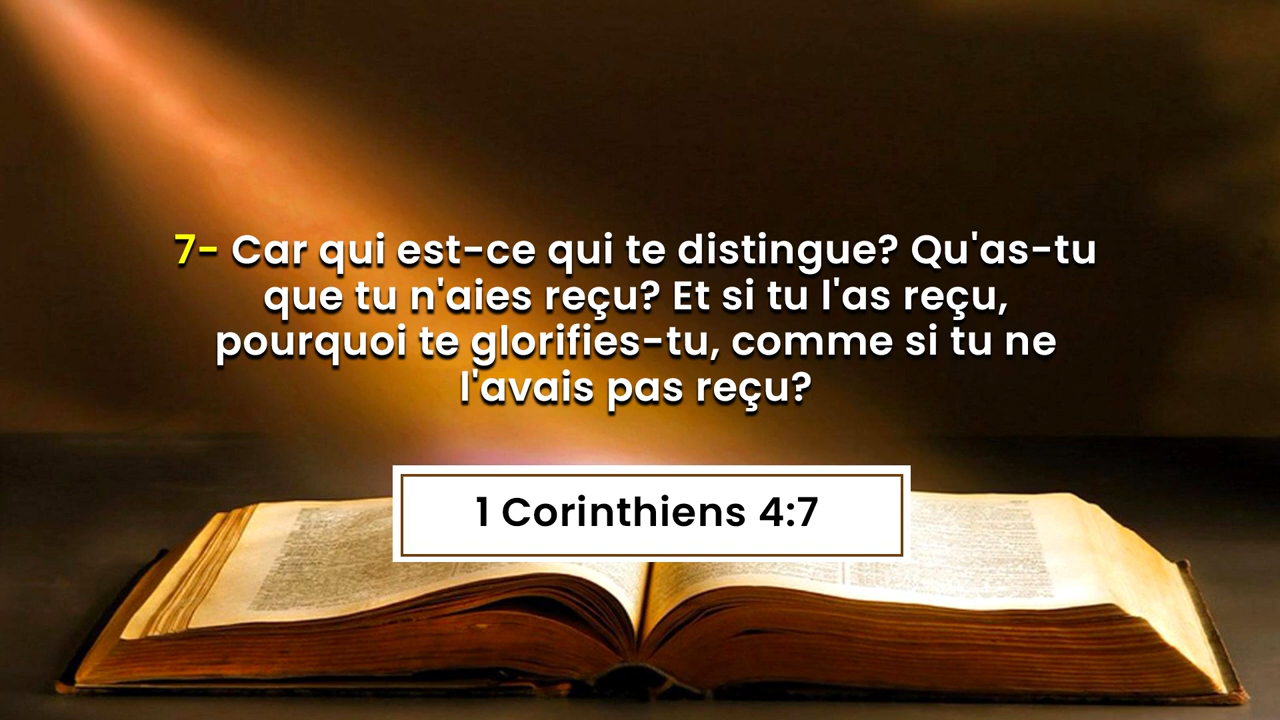 7- Car qui est-ce qui te distingue? Qu'as-tu
que tu n'aies reçu? Et si tu l'as reçu,
pourquoi te glorifies-tu, comme si tu ne
l'avais pas reçu?
1 Corinthiens 4:7